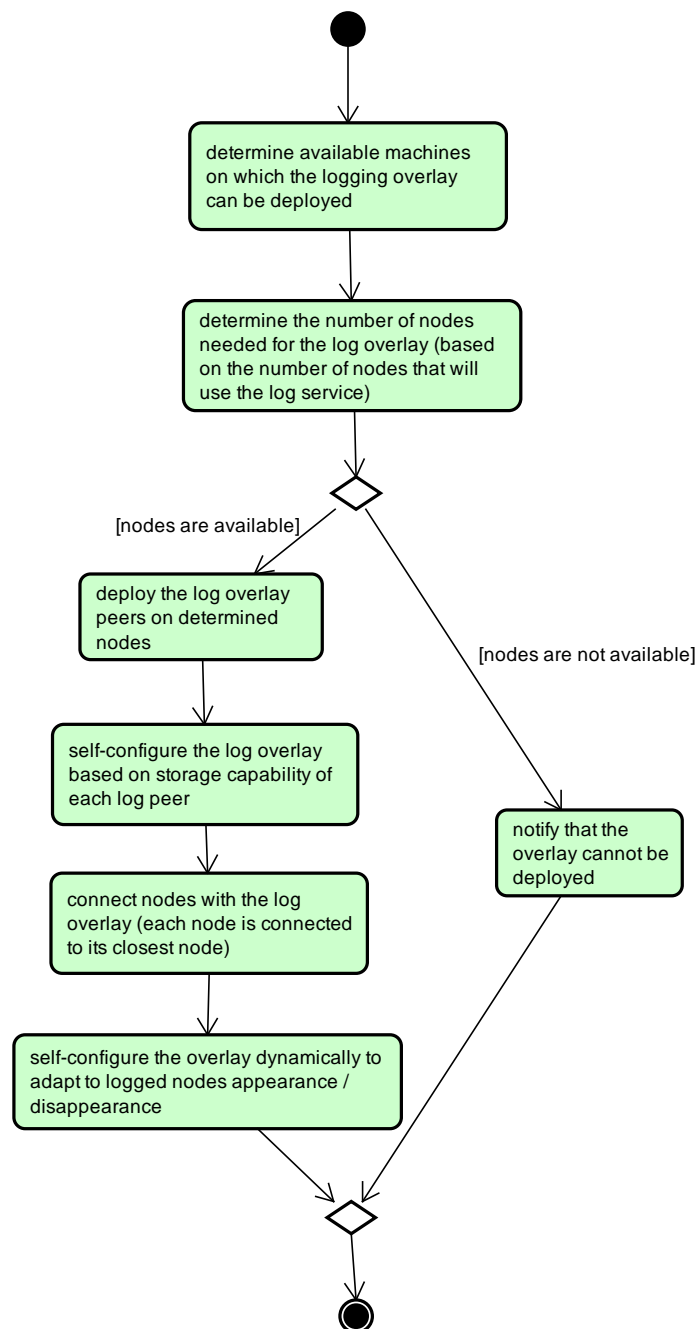 determine available machines
on which the logging overlay
can be deployed
determine the number of nodes
needed for the log overlay (based
on the number of nodes that will
use the log service)
[nodes are available]
deploy the log overlay
peers on determined
nodes
[nodes are not available]
self-configure the log overlay
based on storage capability of
each log peer
notify that the
overlay cannot be
deployed
connect nodes with the log
overlay (each node is connected
to its closest node)
self-configure the overlay dynamically to
adapt to logged nodes appearance /
disappearance